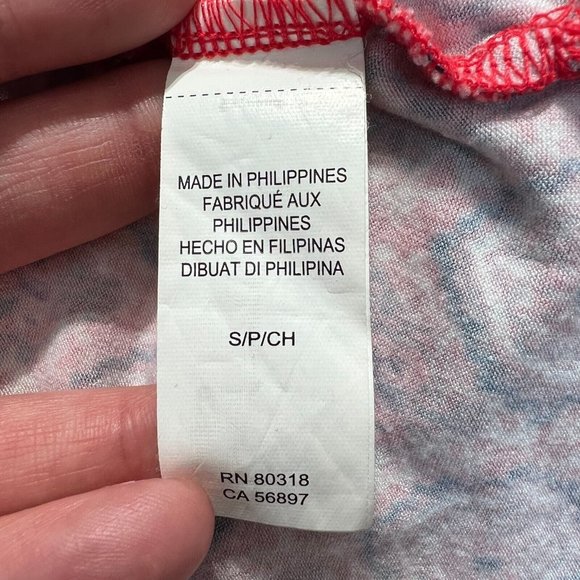 MADE IN PHILIPPINES
FABRIQUÉ AUX
PHILIPPINES
HECHO EN FILIPINAS
DIBUAT DI PHILIPINA
S/P/CH
RN 80318
CA 56897